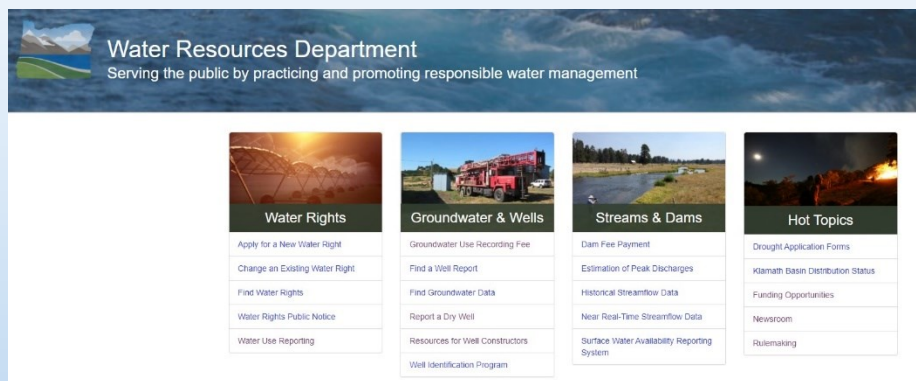 Water Resources Department
Serving the public by practicing and promoting responsible water management
Water Rights
Apply for a New Water Right
Change an Existing Water Right
Find Water Rights
Water Rights Public Notice
Water Use Reporting
Groundwater & Wells
Groundwater Use Recording Fee
Find a Well Report
Find Groundwater Data
Report a Dry Well
Resources for Well Constructors
Well Identification Program
Streams & Dams
Dam Fee Payment
Estimation of Peak Discharges
Historical Streamflow Data
Near Real-Time Streamflow Data
Surface Water Availability Reporting
System
Hot Topics
Drought Application Forms
Klamath Basin Distribution Status
Funding Opportunities
Newsroom
Rulemaking